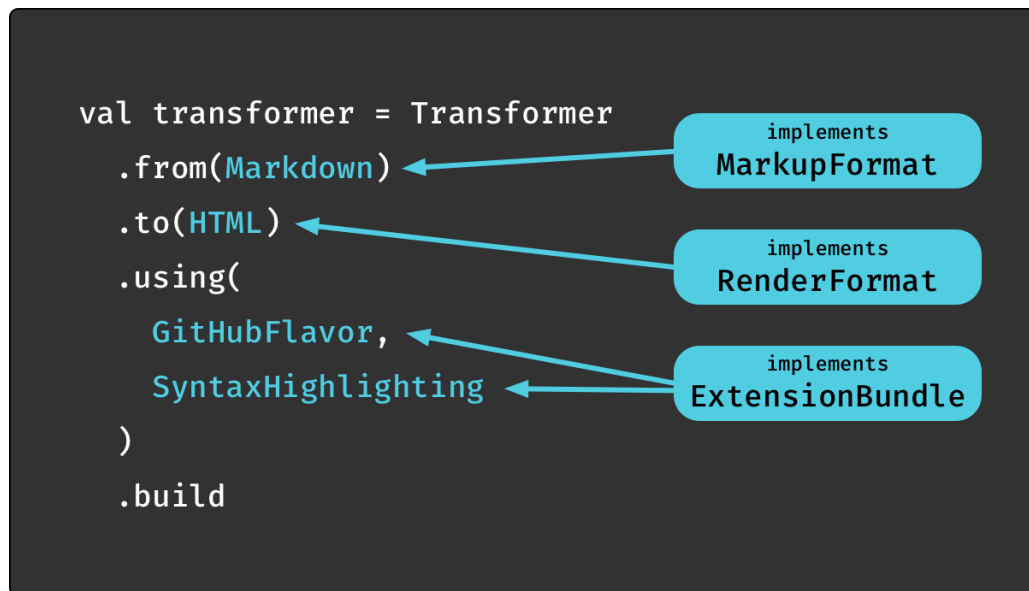 val transformer = Transformer
.from(Markdown)
.to(HTML)
.using(
GitHubFlavor,
SyntaxHighlighting
)
.build
implements
MarkupFormat
implements
RenderFormat
implements
ExtensionBundle